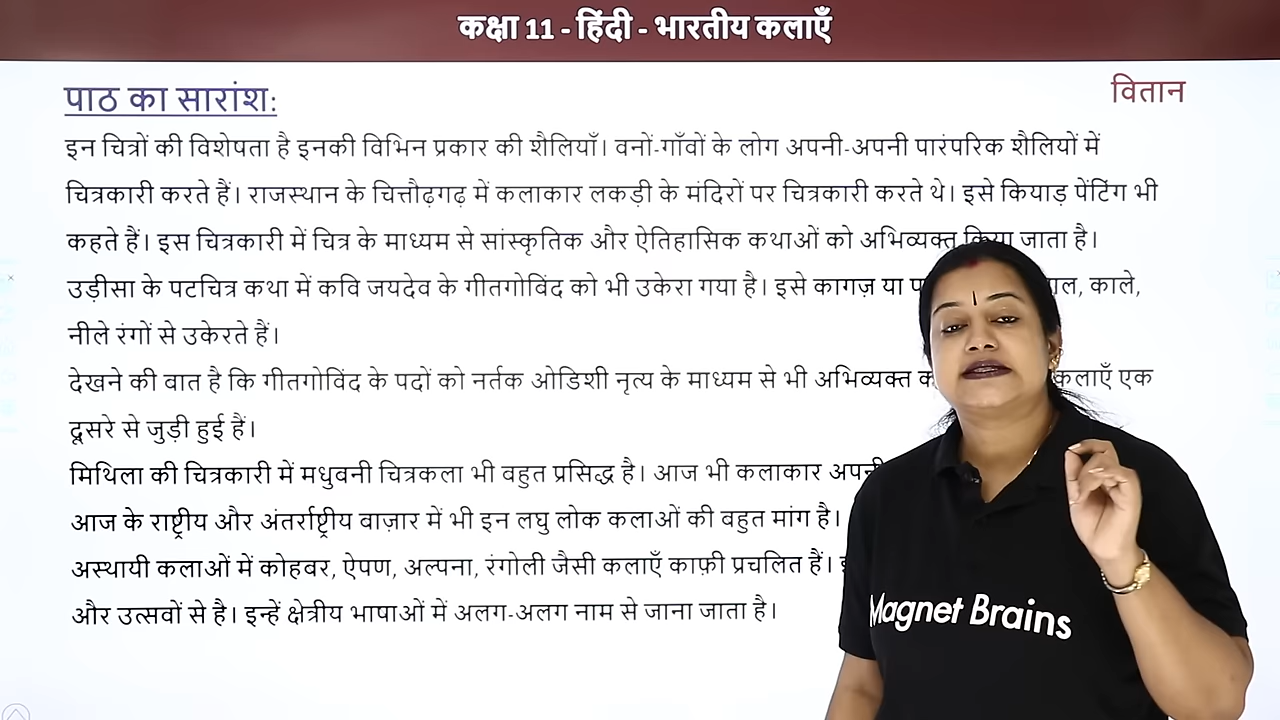 कक्षा 11 - हिंदी - भारतीय कलाएँ
पाठ का सारांश:
वितान
इन चित्रों की विशेषता है इनकी विभिन प्रकार की शैलियाँ। वनों-गाँवों के लोग अपनी-अपनी पारंपरिक शैलियों में
चित्रकारी करते हैं। राजस्थान के चित्तौढ़गढ़ में कलाकार लकड़ी के मंदिरों पर चित्रकारी करते थे। इसे कियाड़ पेंटिंग भी
कहते हैं। इस चित्रकारी में चित्र के माध्यम से सांस्कृतिक और ऐतिहासिक कथाओं को अभिव्यक्त किया जाता है।
उड़ीसा के पटचित्र कथा में कवि जयदेव के गीतगोविंद को भी उकेरा गया है। इसे कागज़ या काले,
नीले रंगों से उकेरते हैं।
देखने की वात है कि गीतगोविंद के पदों को नर्तक ओडिशी नृत्य के माध्यम से भी अभिव्यक्त कलाएँ एक
दूसरे से जुड़ी हुई हैं।
मिथिला की चित्रकारी में मधुवनी चित्रकला भी वहुत प्रसिद्ध है। आज भी कलाकार
आज के राष्ट्रीय और अंतर्राष्ट्रीय वाज़ार में भी इन लघु लोक कलाओं की वहुत मांग है।
अस्थायी कलाओं में कोहवर, ऐपण, अल्पना, रंगोली जैसी कलाएँ काफ़ी प्रचलित हैं।
और उत्सवों से है। इन्हें क्षेत्रीय भाषाओं में अलग-अलग नाम से जाना जाता है।
Magnet Brains